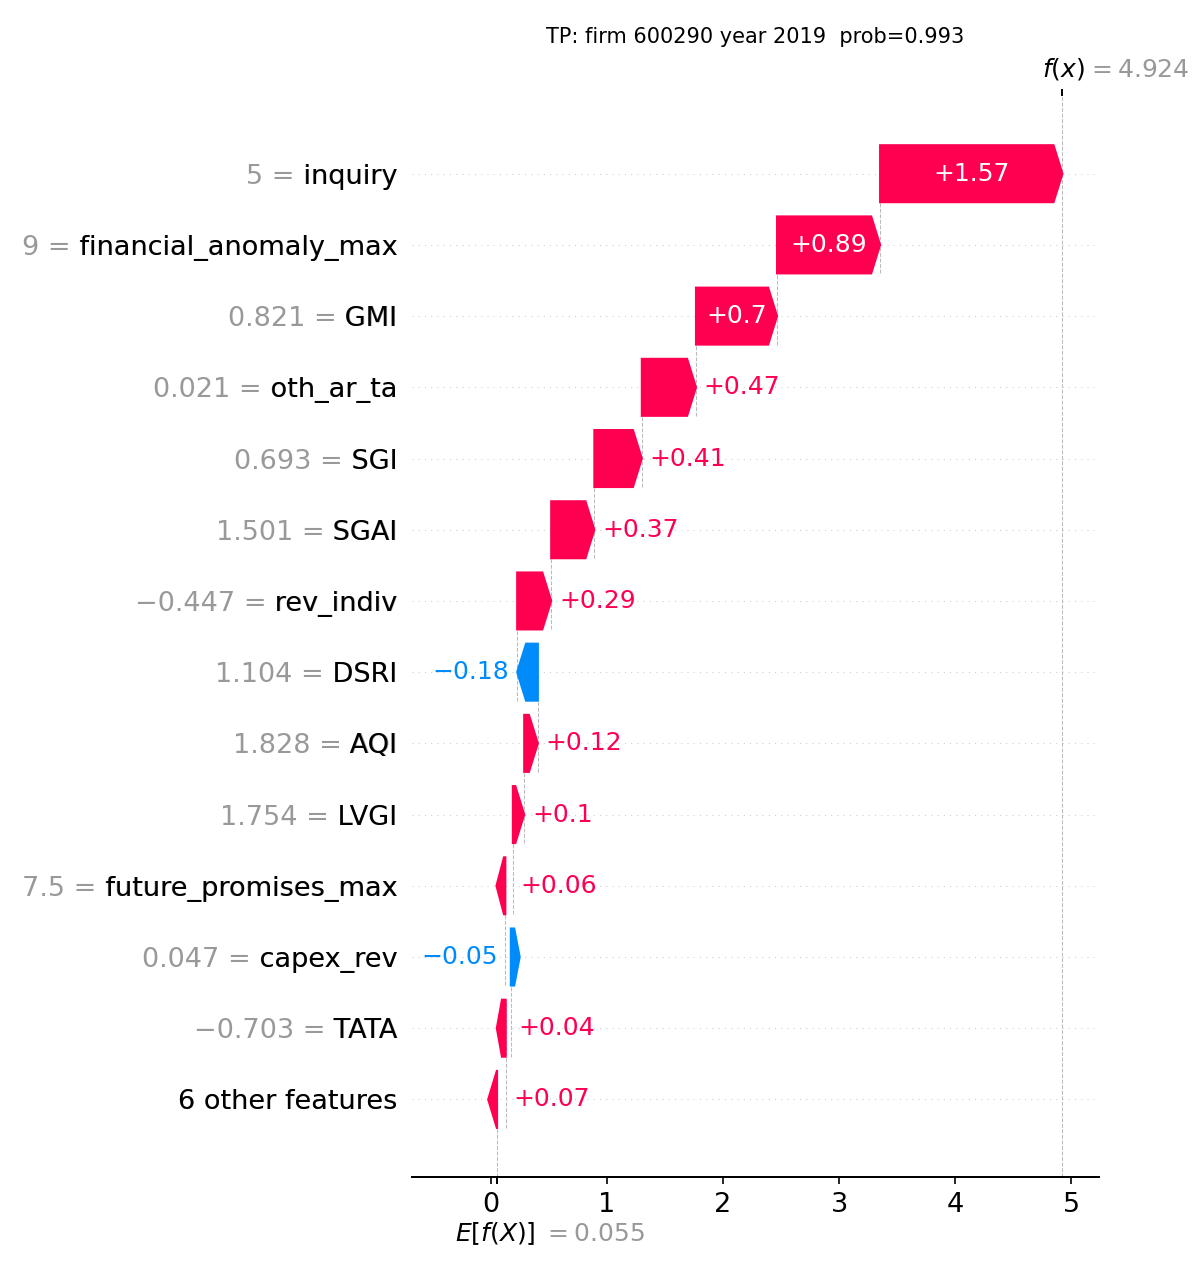 TP: firm 600290 year 2019  prob=0.993
f(x) = 4.924
5 = inquiry +1.57
9 = financial_anomaly_max +0.89
0.821 = GMI +0.7
0.021 = oth_ar_ta +0.47
0.693 = SGI +0.41
1.501 = SGAI +0.37
−0.447 = rev_indiv +0.29
1.104 = DSRI −0.18
1.828 = AQI +0.12
1.754 = LVGI +0.1
7.5 = future_promises_max +0.06
0.047 = capex_rev −0.05
−0.703 = TATA +0.04
6 other features +0.07
0 1 2 3 4 5
E[f(X)] = 0.055